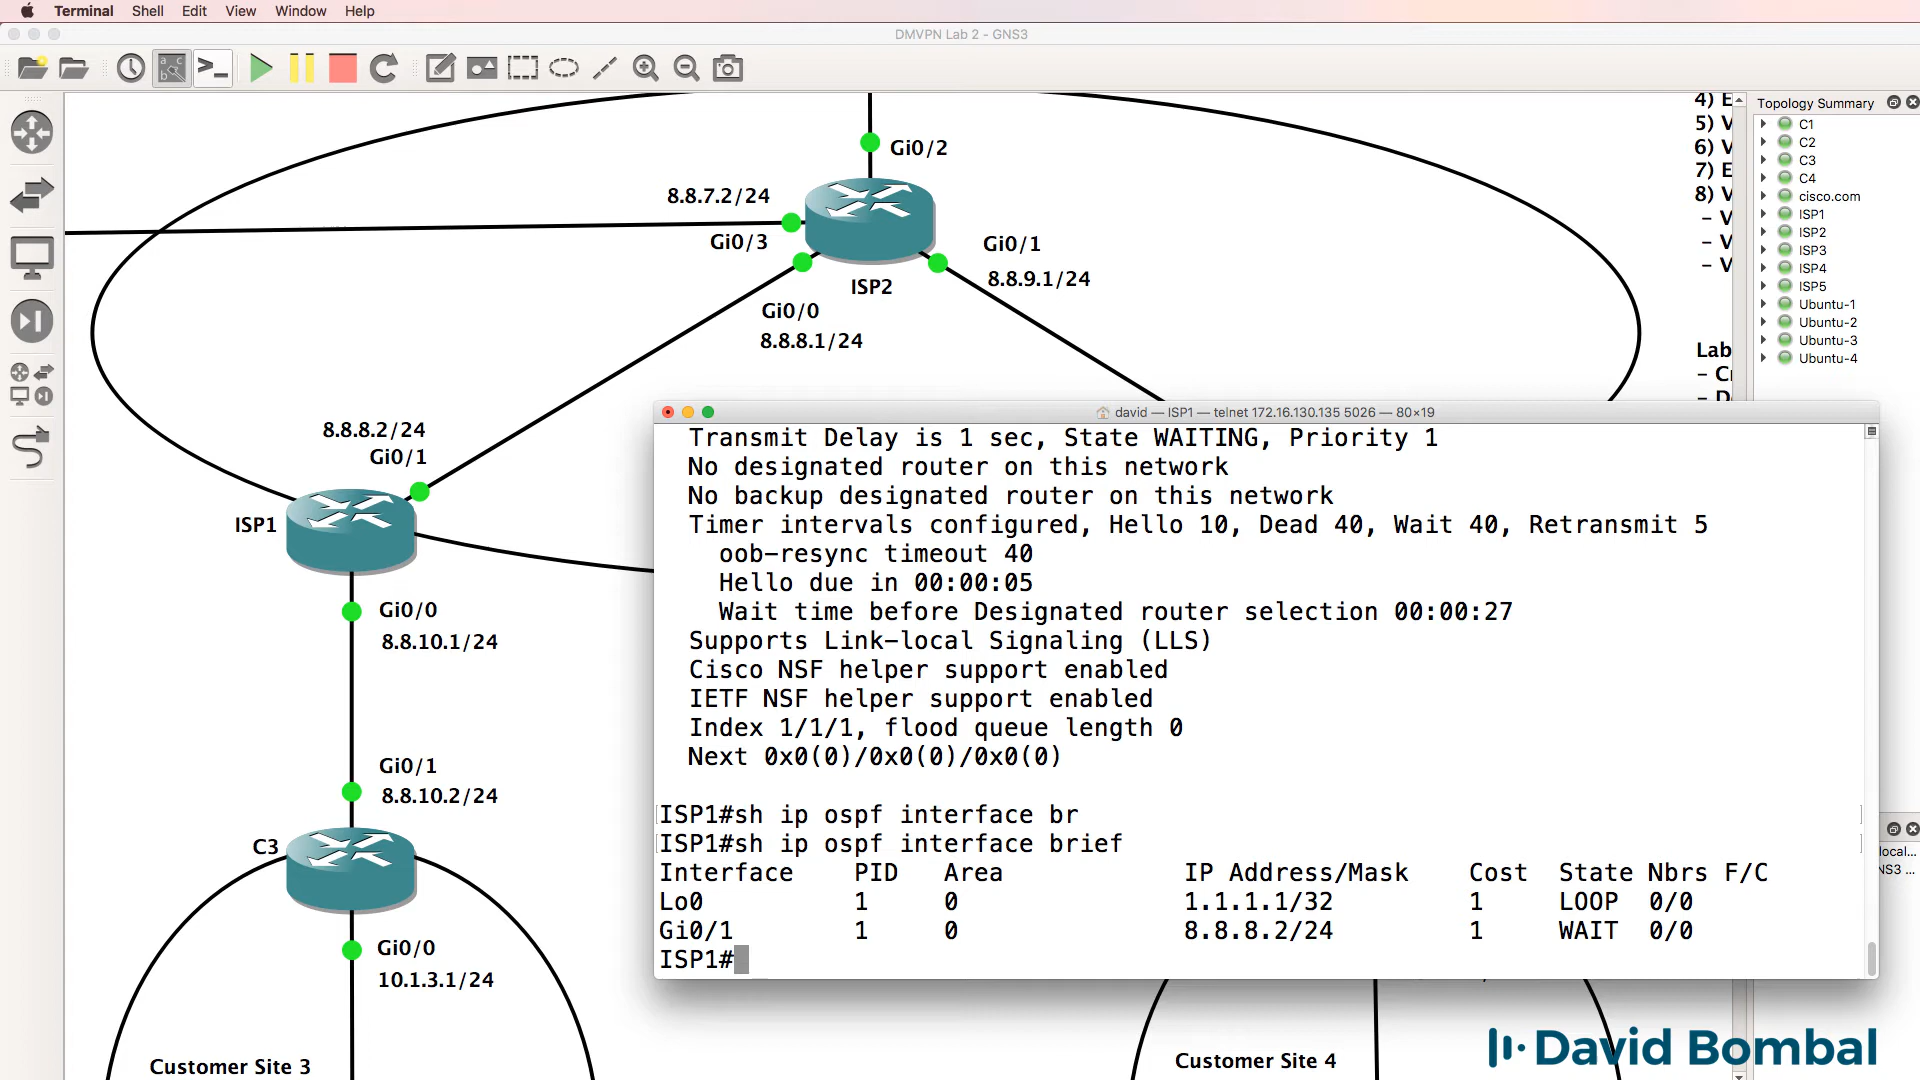 Terminal Shell Edit View Window Help
DMVPN Lab 2 - GNS3
Gi0/2
8.8.7.2/24
Gi0/3
Gi0/1
8.8.9.1/24
ISP2
Gi0/0
8.8.8.1/24
8.8.8.2/24
Gi0/1
ISP1
Gi0/0
8.8.10.1/24
Gi0/1
8.8.10.2/24
C3
Gi0/0
10.1.3.1/24
Customer Site 3
Customer Site 4
4) E
5) V
6) V
7) E
8) V
- V
- V
- V
Lab
Topology Summary
C1
C2
C3
C4
cisco.com
ISP1
ISP2
ISP3
ISP4
ISP5
Ubuntu-1
Ubuntu-2
Ubuntu-3
Ubuntu-4
local...
NS3 ...
david — ISP1 — telnet 172.16.130.135 5026 — 80×19
Transmit Delay is 1 sec, State WAITING, Priority 1
No designated router on this network
No backup designated router on this network
Timer intervals configured, Hello 10, Dead 40, Wait 40, Retransmit 5
oob-resync timeout 40
Hello due in 00:00:05
Wait time before Designated router selection 00:00:27
Supports Link-local Signaling (LLS)
Cisco NSF helper support enabled
IETF NSF helper support enabled
Index 1/1/1, flood queue length 0
Next 0x0(0)/0x0(0)/0x0(0)
ISP1#sh ip ospf interface br
ISP1#sh ip ospf interface brief
Interface PID Area IP Address/Mask Cost State Nbrs F/C
Lo0 1 0 1.1.1.1/32 1 LOOP 0/0
Gi0/1 1 0 8.8.8.2/24 1 WAIT 0/0
ISP1#
David Bombal